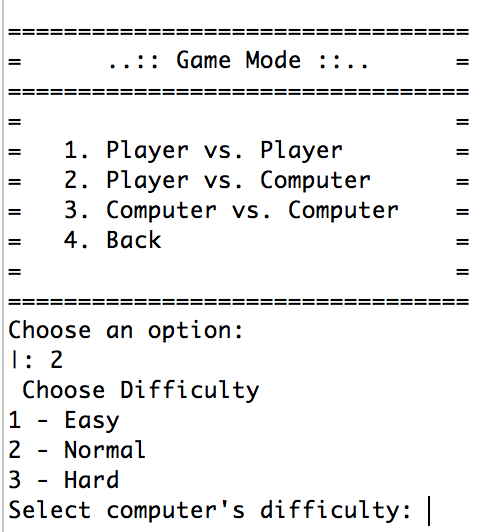 =================================
=      ..:: Game Mode ::..      =
=================================
=                               =
=   1. Player vs. Player        =
=   2. Player vs. Computer      =
=   3. Computer vs. Computer    =
=   4. Back                     =
=                               =
=================================
Choose an option:
|: 2
 Choose Difficulty
1 - Easy
2 - Normal
3 - Hard
Select computer's difficulty: